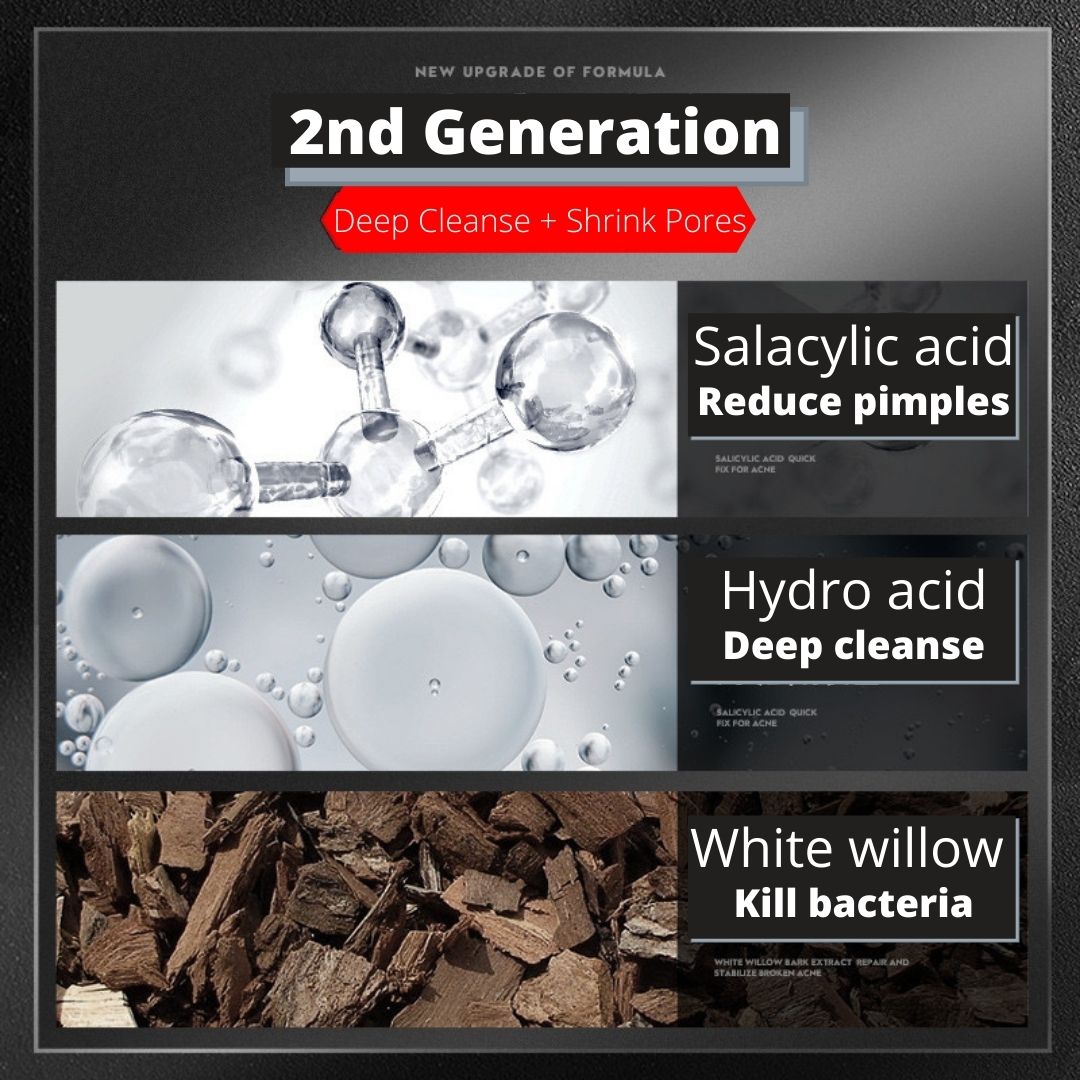 NEW UPGRADE OF FORMULA
2nd Generation
Deep Cleanse + Shrink Pores
Salacylic acid
Reduce pimples
SALICYLIC ACID QUICK
FIX FOR ACNE
Hydro acid
Deep cleanse
SALICYLIC ACID QUICK
FIX FOR ACNE
White willow
Kill bacteria
WHITE WILLOW BARK EXTRACT REPAIR AND
STABILIZE BROKEN ACNE